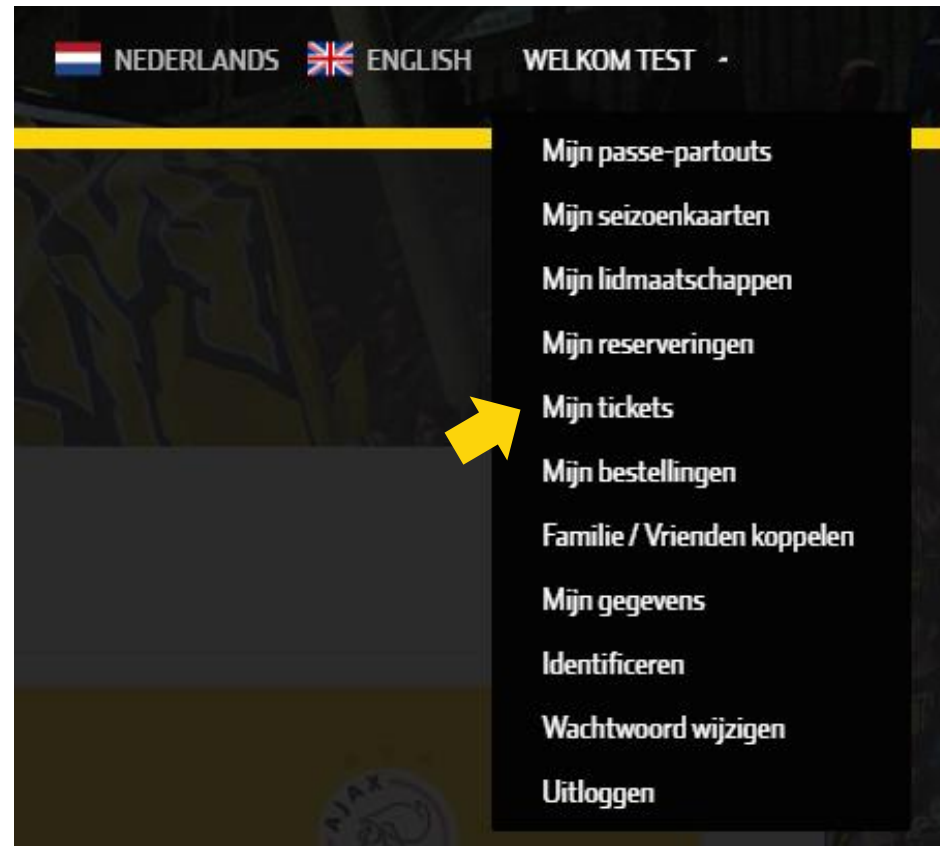 NEDERLANDS ENGLISH WELKOM TEST
Mijn passe-partouts
Mijn seizoenkaarten
Mijn lidmaatschappen
Mijn reserveringen
Mijn tickets
Mijn bestellingen
Familie / Vrienden koppelen
Mijn gegevens
Identificeren
Wachtwoord wijzigen
Uitloggen
AJAX